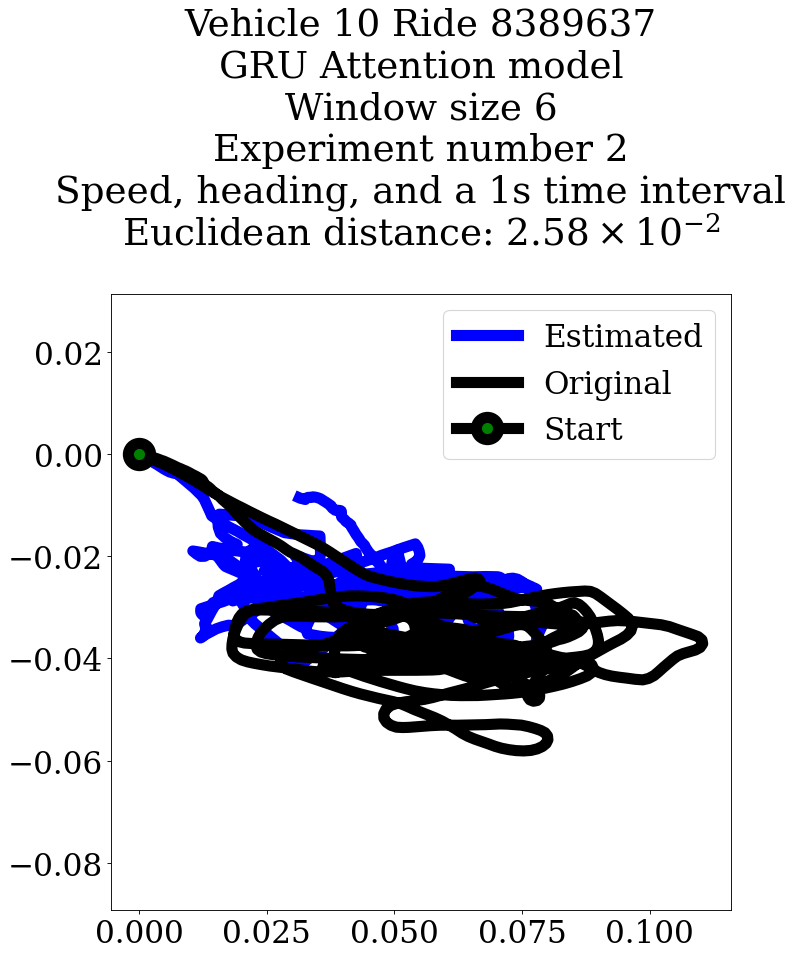 Vehicle 10 Ride 8389637
GRU Attention model
Window size 6
Experiment number 2
Speed, heading, and a 1s time interval
Euclidean distance: 2.58 × 10⁻²
Estimated
Original
Start
0.02
0.00
−0.02
−0.04
−0.06
−0.08
0.000 0.025 0.050 0.075 0.100